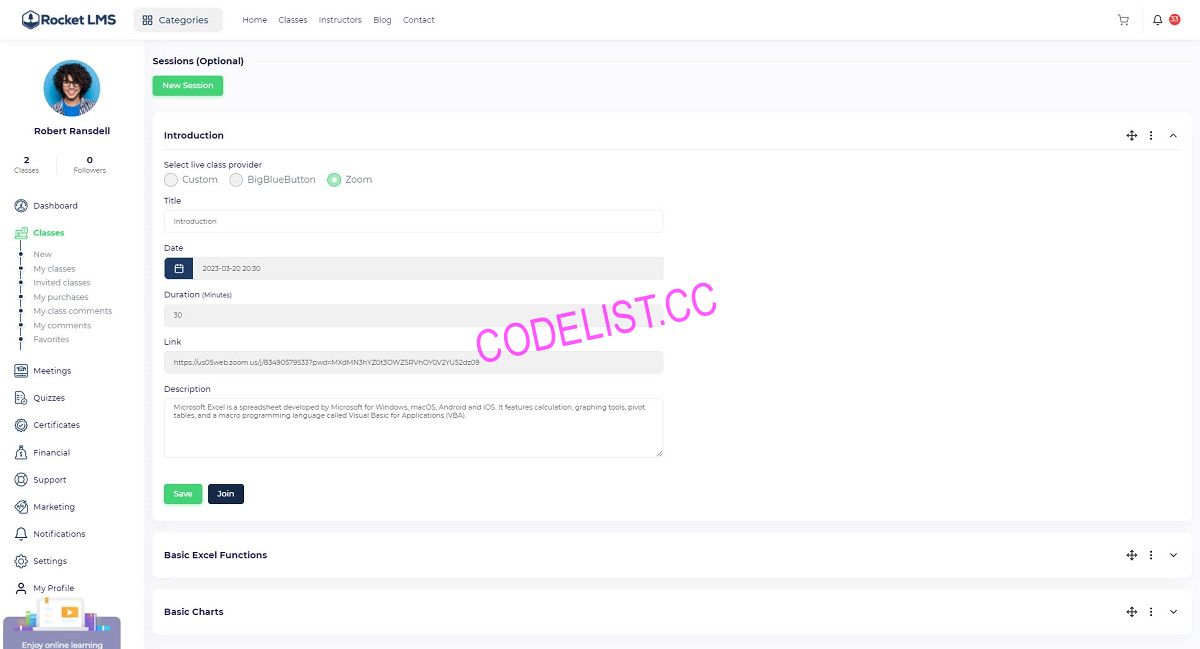 Rocket LMS
Categories
Home
Classes
Instructors
Blog
Contact
33
Robert Ransdell
2
Classes
0
Followers
Dashboard
Classes
New
My classes
Invited classes
My purchases
My class comments
My comments
Favorites
Meetings
Quizzes
Certificates
Financial
Support
Marketing
Notifications
Settings
My Profile
Enjoy online learning
Sessions (Optional)
New Session
Introduction
Select live class provider
Custom
BigBlueButton
Zoom
Title
Introduction
Date
2023-03-20 20:30
Duration (Minutes)
30
CODELIST.CC
Link
https://us05web.zoom.us/j/83490579533?pwd=MXdMN3hYZ0t3OWZSRVhOY0V2YU52dz09
Description
Microsoft Excel is a spreadsheet developed by Microsoft for Windows, macOS, Android and iOS. It features calculation, graphing tools, pivot
tables, and a macro programming language called Visual Basic for Applications (VBA).
Save
Join
Basic Excel Functions
Basic Charts